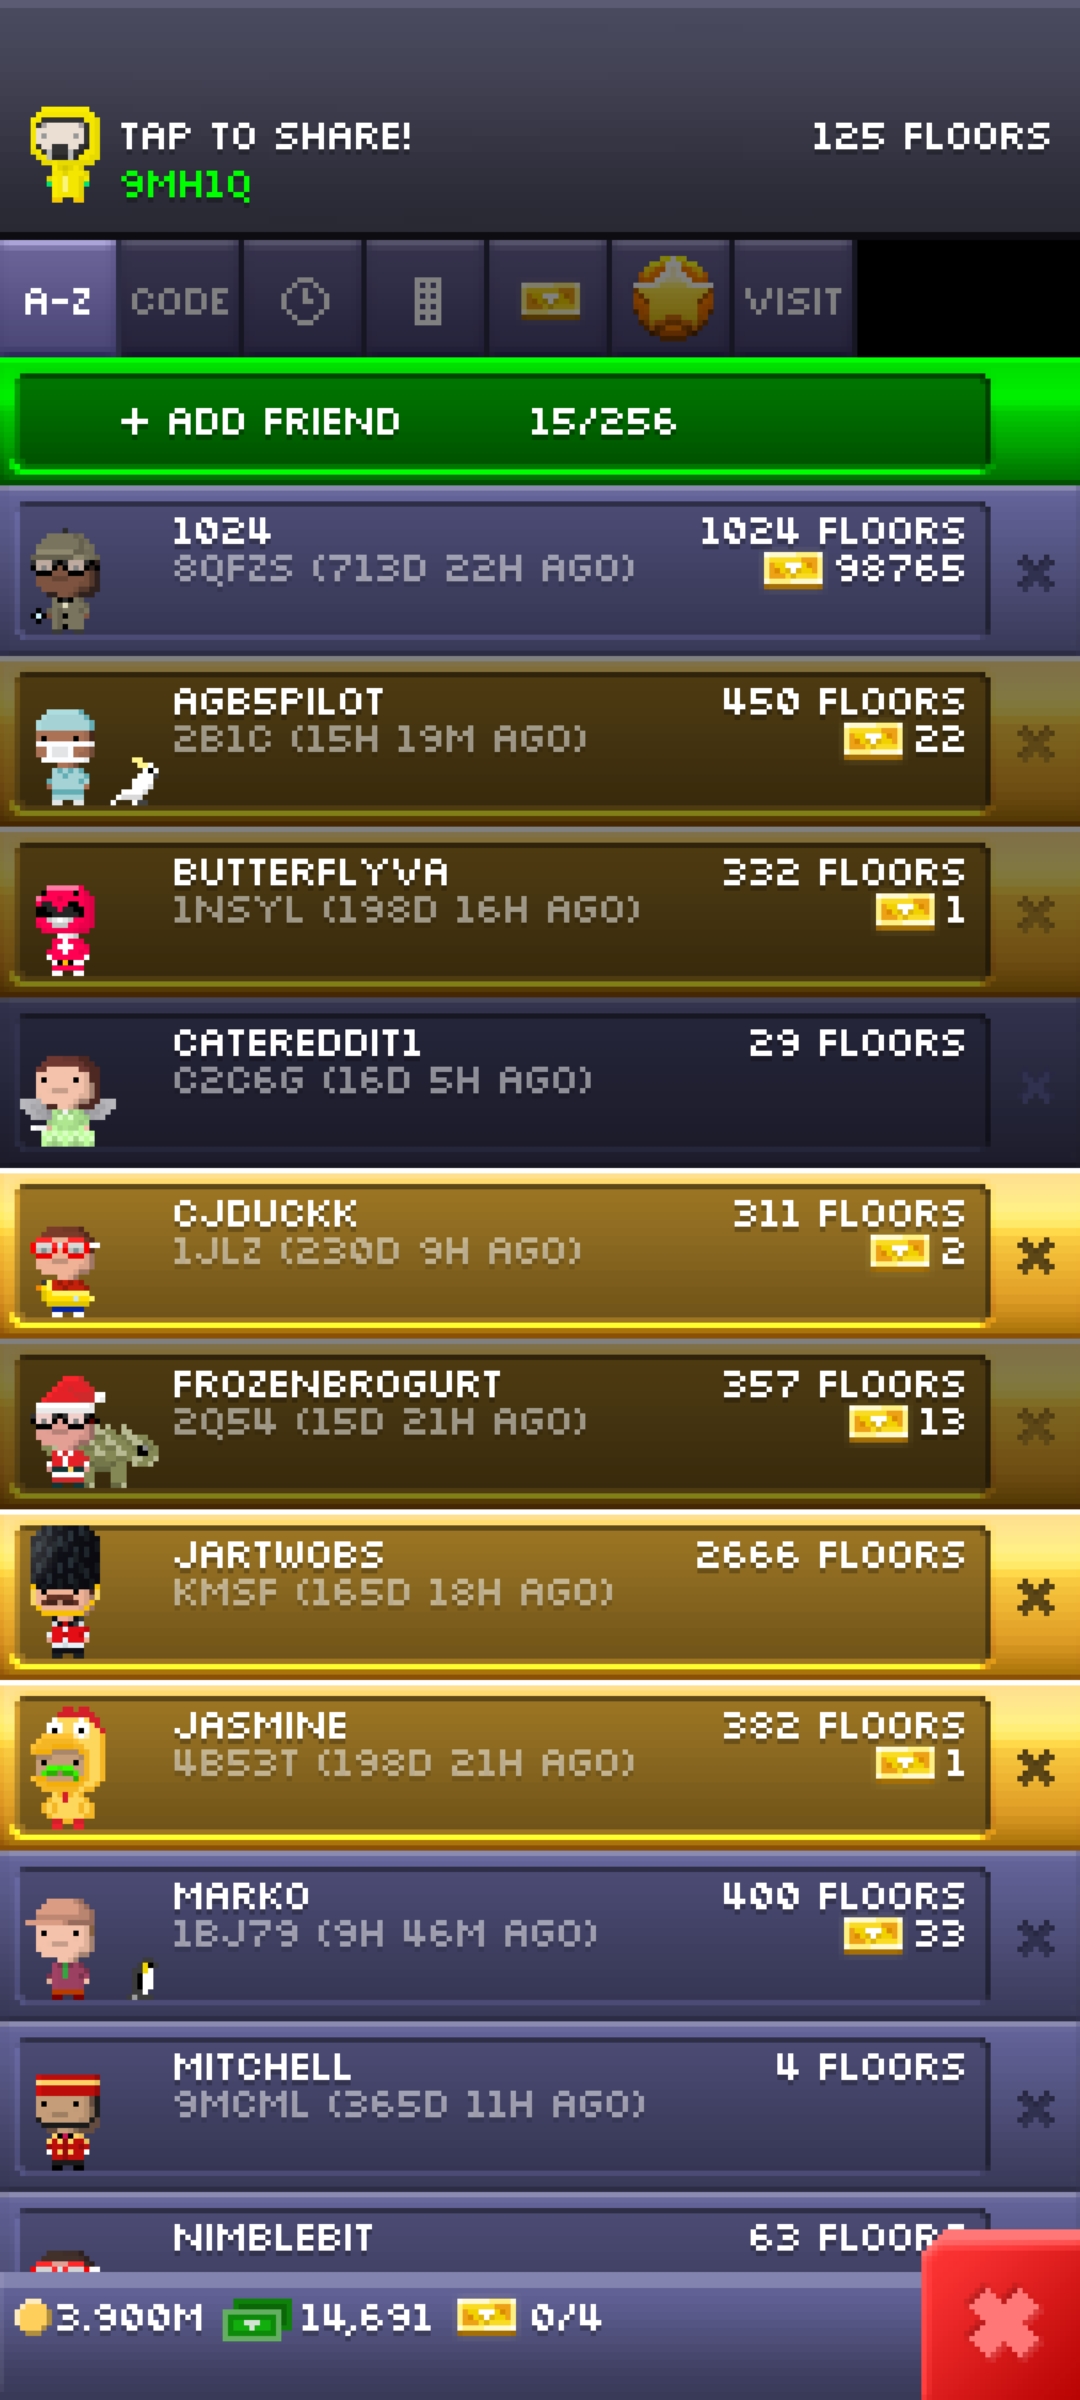 TAP TO SHARE! 125 FLOORS
9MH1Q
A-Z CODE VISIT
+ ADD FRIEND 15/256
1024 1024 FLOORS
8QFZS (713D 22H AGO) 98765
AGB5PILOT 450 FLOORS
2B1C (15H 19M AGO) 22
BUTTERFLYVA 332 FLOORS
1NSYL (198D 16H AGO) 1
CATEREDDIT1 29 FLOORS
C2C6G (16D 5H AGO)
CJDUCKK 311 FLOORS
1JLZ (230D 9H AGO) 2
FROZENBROGURT 357 FLOORS
2Q54 (15D 21H AGO) 13
JARTWOBS 2666 FLOORS
KMSF (165D 18H AGO)
JASMINE 382 FLOORS
4B53T (198D 21H AGO) 1
MARKO 400 FLOORS
1BJ79 (9H 46M AGO) 33
MITCHELL 4 FLOORS
9MCML (365D 11H AGO)
NIMBLEBIT 63 FLOORS
3.900M 14,691 0/4